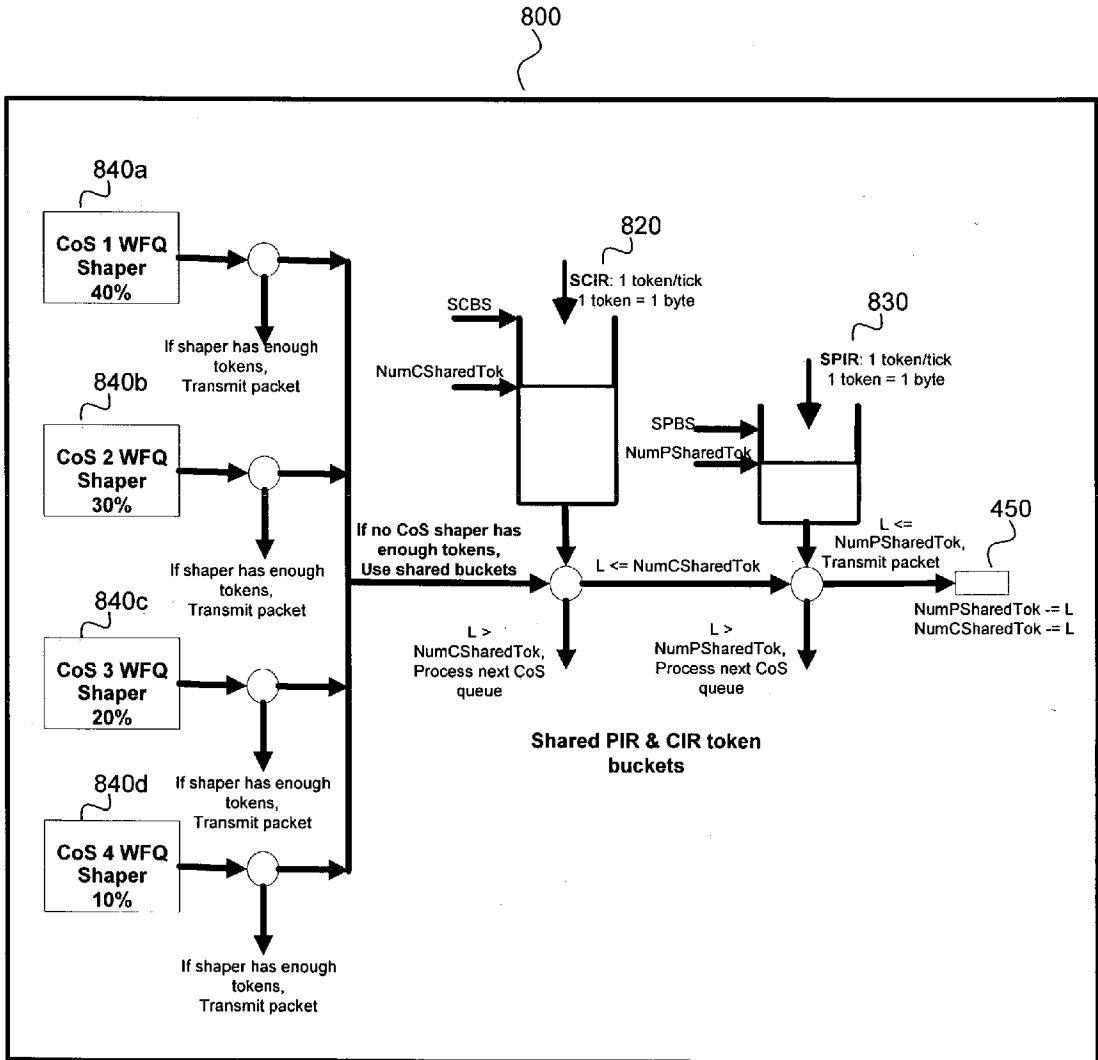 800
840a
CoS 1 WFQ
Shaper
40%
If shaper has enough
tokens,
Transmit packet
840b
CoS 2 WFQ
Shaper
30%
If shaper has enough
tokens,
Transmit packet
840c
CoS 3 WFQ
Shaper
20%
If shaper has enough
tokens,
Transmit packet
840d
CoS 4 WFQ
Shaper
10%
If shaper has enough
tokens,
Transmit packet
If no CoS shaper has
enough tokens,
Use shared buckets
820
SCIR: 1 token/tick
1 token = 1 byte
SCBS
NumCSharedTok
L <= NumCSharedTok
L >
NumCSharedTok,
Process next CoS
queue
830
SPIR: 1 token/tick
1 token = 1 byte
SPBS
NumPSharedTok
L >
NumPSharedTok,
Process next CoS
queue
L <=
NumPSharedTok,
Transmit packet
450
NumPSharedTok -= L
NumCSharedTok -= L
Shared PIR & CIR token
buckets